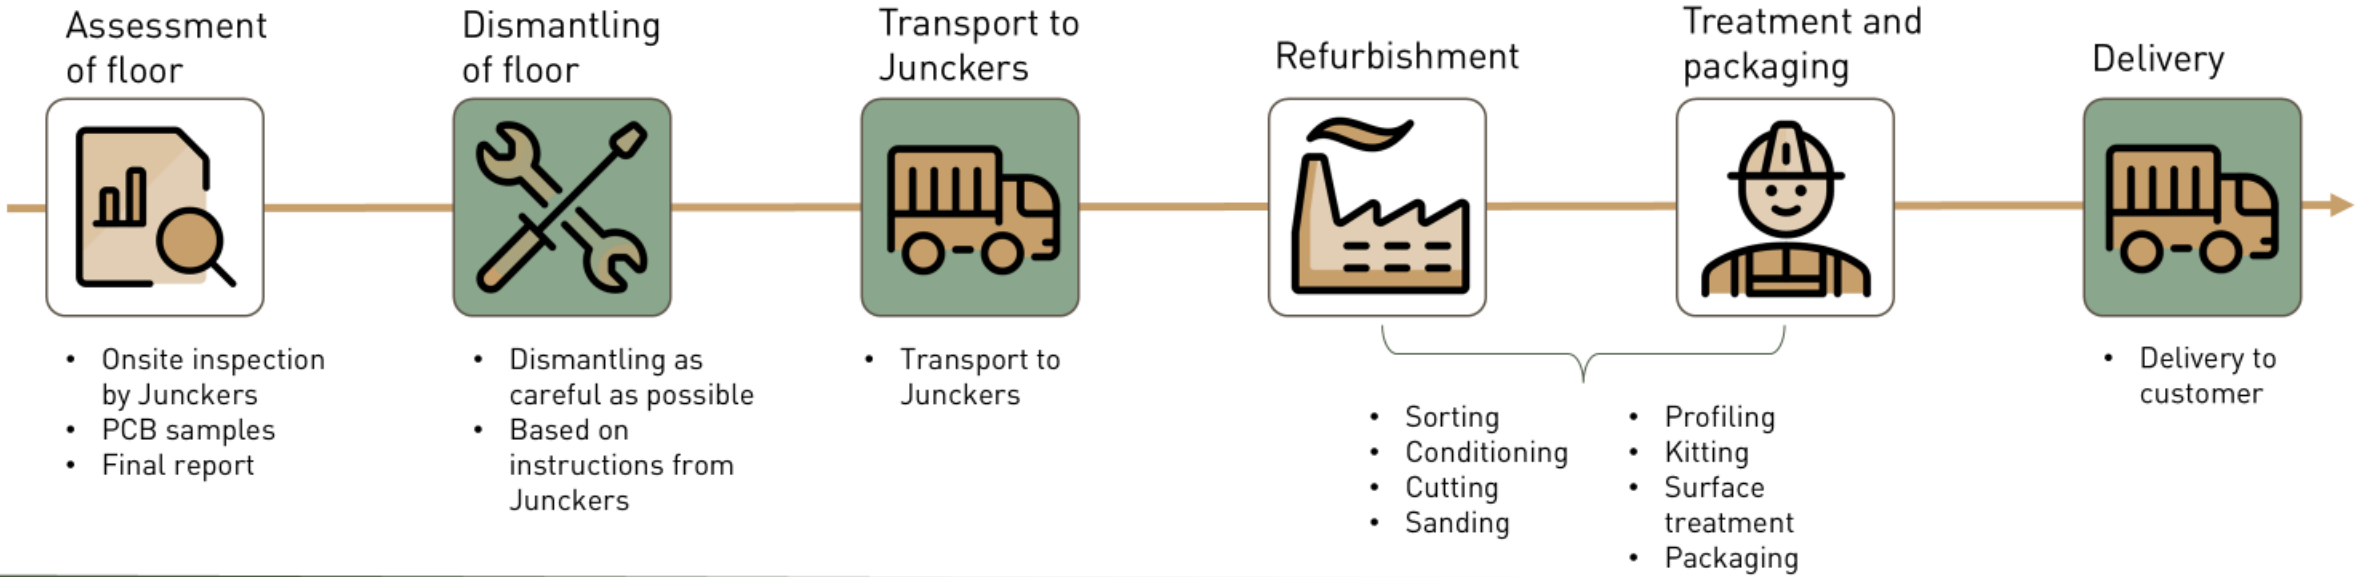 Assessment
of floor
Dismantling
of floor
Transport to
Junckers
Refurbishment
Treatment and
packaging
Delivery
• Onsite inspection
by Junckers
• PCB samples
• Final report
• Dismantling as
careful as possible
• Based on
instructions from
Junckers
• Transport to
Junckers
• Sorting
• Conditioning
• Cutting
• Sanding
• Profiling
• Kitting
• Surface
treatment
• Packaging
• Delivery to
customer